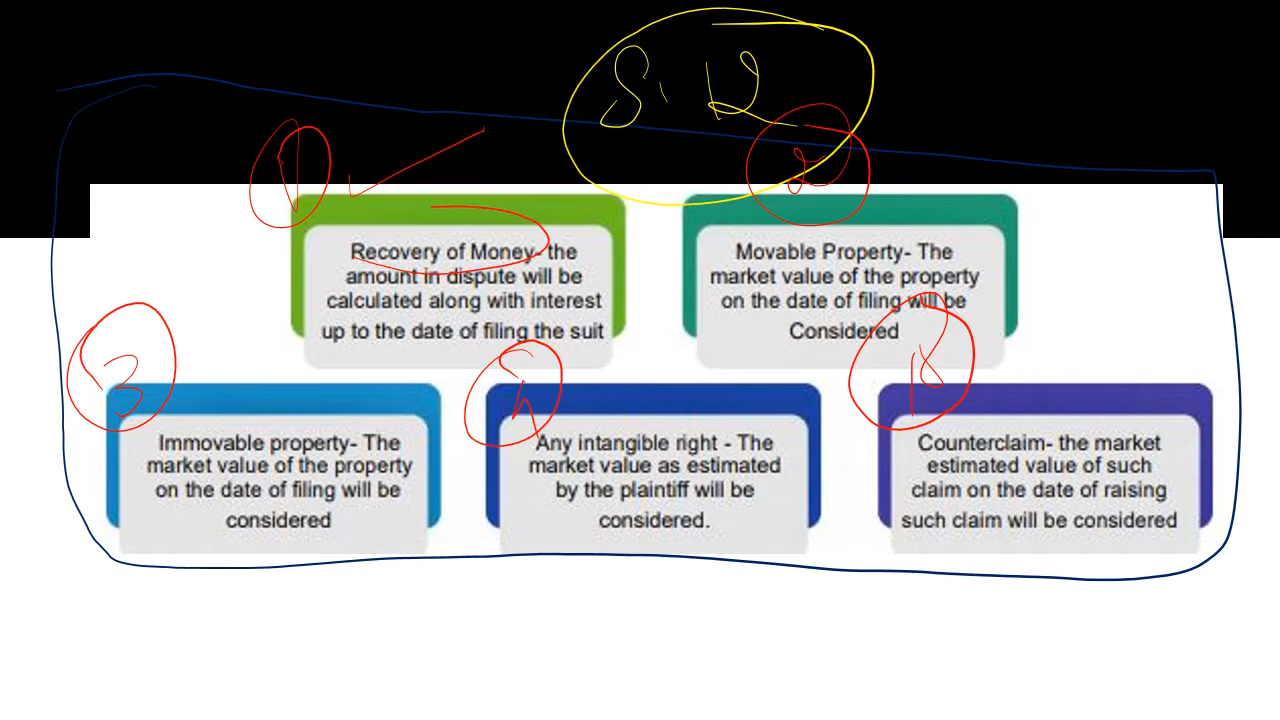 1
2
Recovery of Money- the
amount in dispute will be
calculated along with interest
up to the date of filing the suit
Movable Property- The
market value of the property
on the date of filing will be
Considered
3
Immovable property- The
market value of the property
on the date of filing will be
considered
Any intangible right - The
market value as estimated
by the plaintiff will be
considered.
Counterclaim- the market
estimated value of such
claim on the date of raising
such claim will be considered